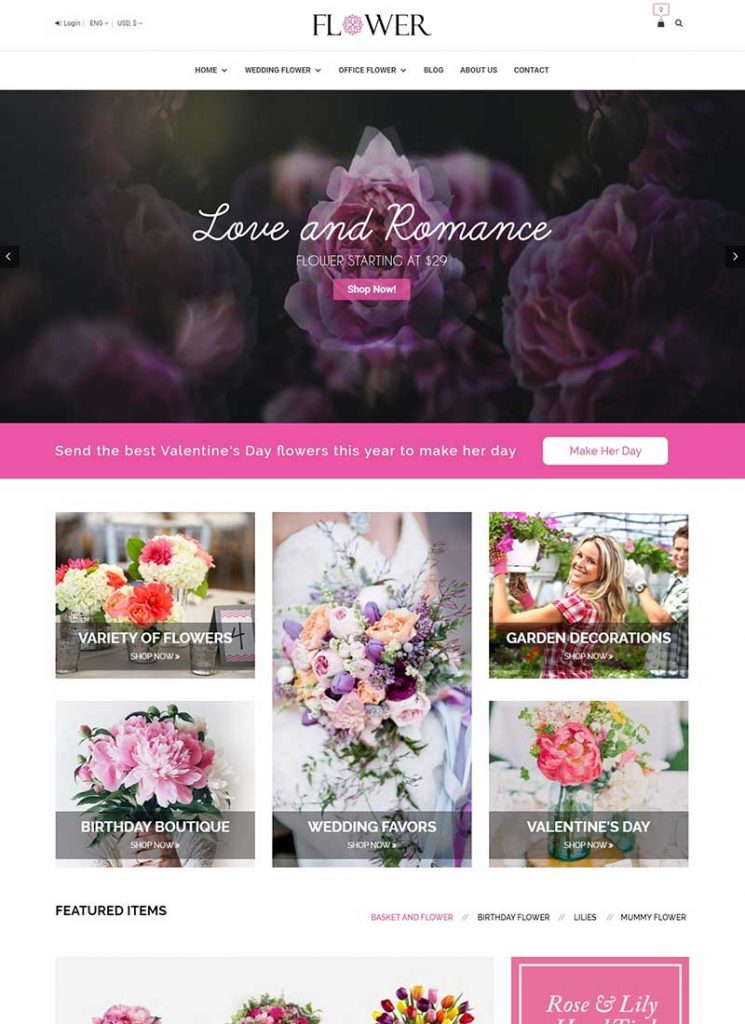 Login ENG USD, $
FLOWER
0
HOME WEDDING FLOWER OFFICE FLOWER BLOG ABOUT US CONTACT
Love and Romance
FLOWER STARTING AT $29
Shop Now!
Send the best Valentine's Day flowers this year to make her day
Make Her Day
VARIETY OF FLOWERS
4
SHOP NOW »
GARDEN DECORATIONS
SHOP NOW »
BIRTHDAY BOUTIQUE
SHOP NOW »
WEDDING FAVORS
SHOP NOW »
VALENTINE'S DAY
SHOP NOW »
FEATURED ITEMS
BASKET AND FLOWER // BIRTHDAY FLOWER // LILIES // MUMMY FLOWER
Rose & Lily